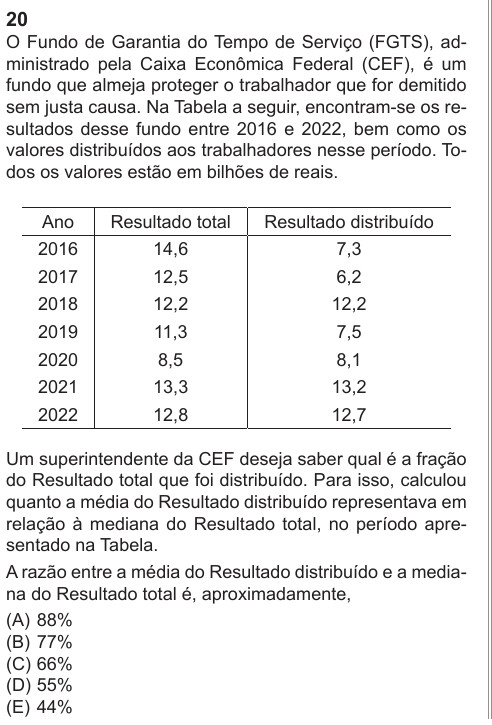 20
O Fundo de Garantia do Tempo de Serviço (FGTS), ad-
ministrado pela Caixa Econômica Federal (CEF), é um
fundo que almeja proteger o trabalhador que for demitido
sem justa causa. Na Tabela a seguir, encontram-se os re-
sultados desse fundo entre 2016 e 2022, bem como os
valores distribuídos aos trabalhadores nesse período. To-
dos os valores estão em bilhões de reais.
Ano Resultado total Resultado distribuído
2016 14,6 7,3
2017 12,5 6,2
2018 12,2 12,2
2019 11,3 7,5
2020 8,5 8,1
2021 13,3 13,2
2022 12,8 12,7
Um superintendente da CEF deseja saber qual é a fração
do Resultado total que foi distribuído. Para isso, calculou
quanto a média do Resultado distribuído representava em
relação à mediana do Resultado total, no período apre-
sentado na Tabela.
A razão entre a média do Resultado distribuído e a media-
na do Resultado total é, aproximadamente,
(A) 88%
(B) 77%
(C) 66%
(D) 55%
(E) 44%